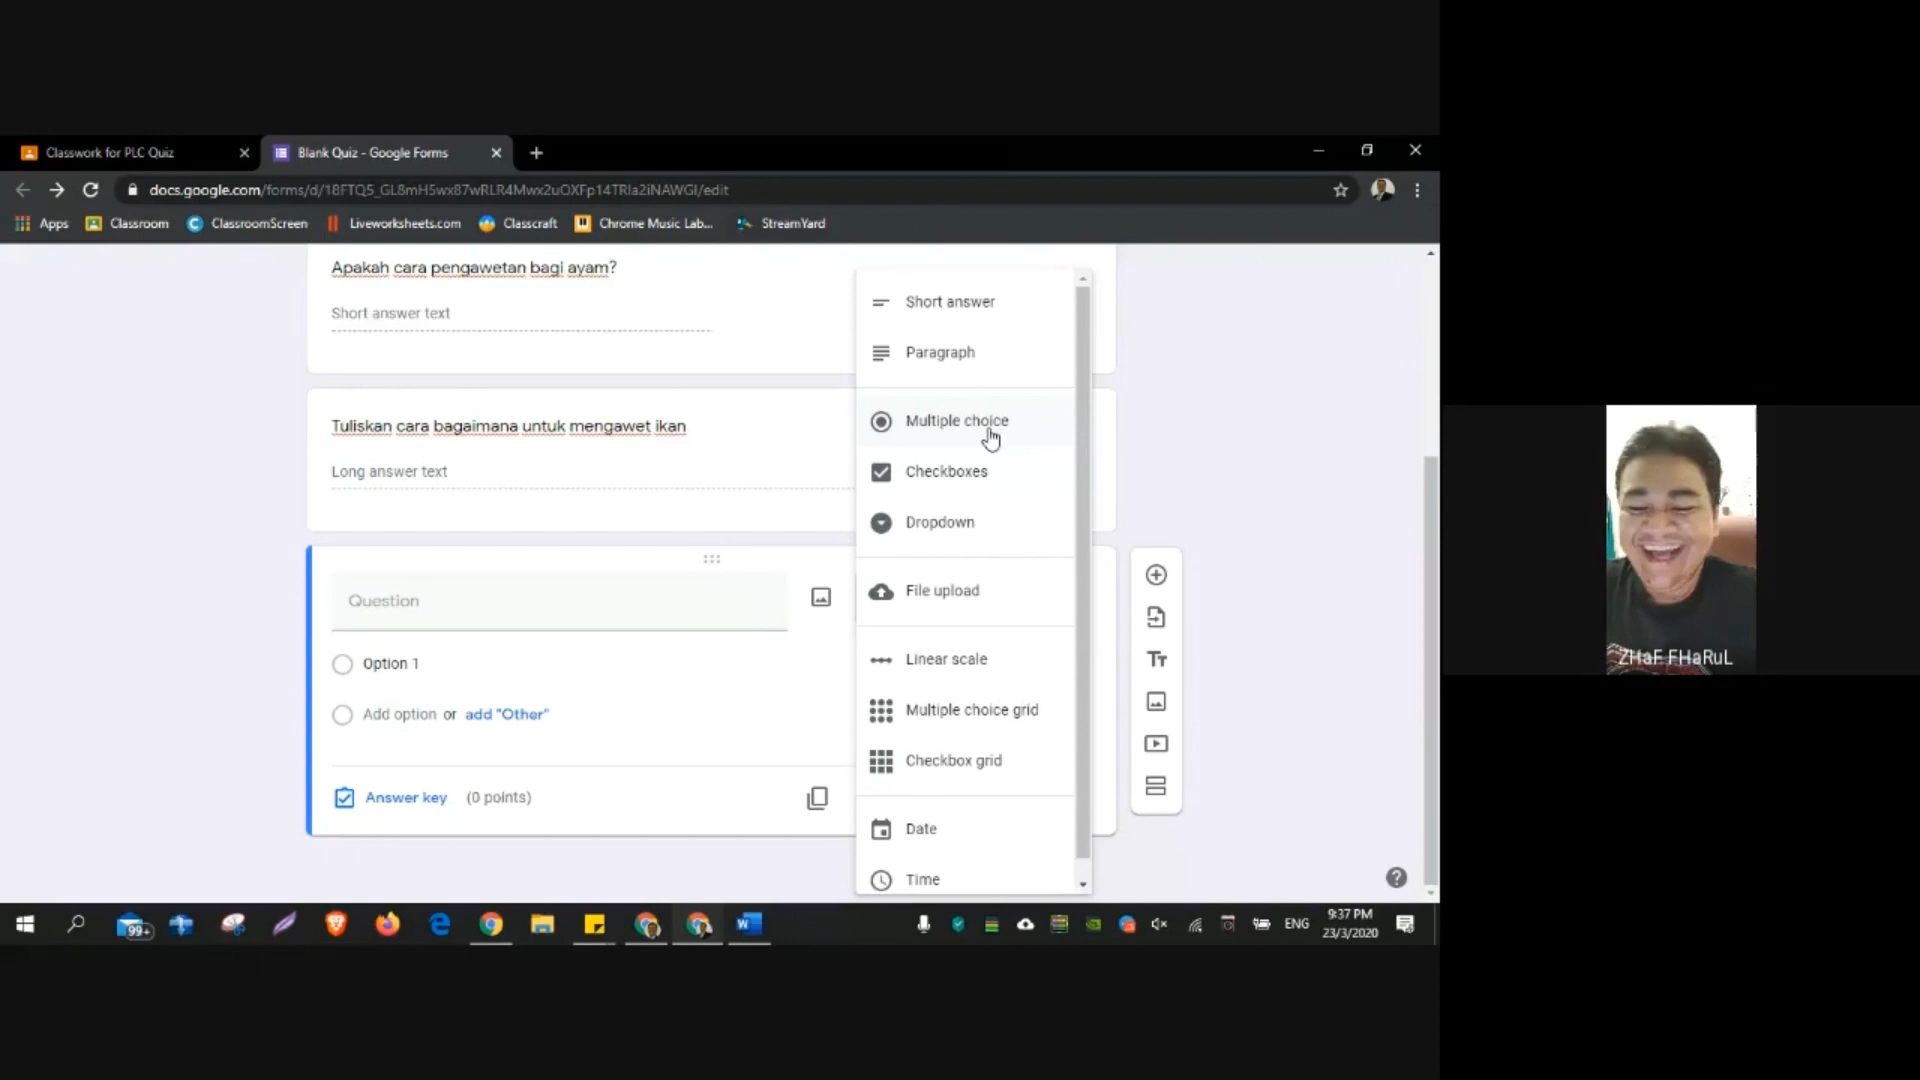 Classwork for PLC Quiz
Blank Quiz - Google Forms
docs.google.com/forms/d/18FTQ5_GL8mH5wx87wRLR4Mwx2uOXFp14TRla2iNAWGI/edit
Apps Classroom ClassroomScreen Liveworksheets.com Classcraft Chrome Music Lab... StreamYard
Apakah cara pengawetan bagi ayam?
Short answer text
Tuliskan cara bagaimana untuk mengawet ikan
Long answer text
Question
Option 1
Add option or add "Other"
Answer key (0 points)
Short answer
Paragraph
Multiple choice
Checkboxes
Dropdown
File upload
Linear scale
Multiple choice grid
Checkbox grid
Date
Time
Tт
99+
ENG
9:37 PM
23/3/2020
ZHaF FHaRuL